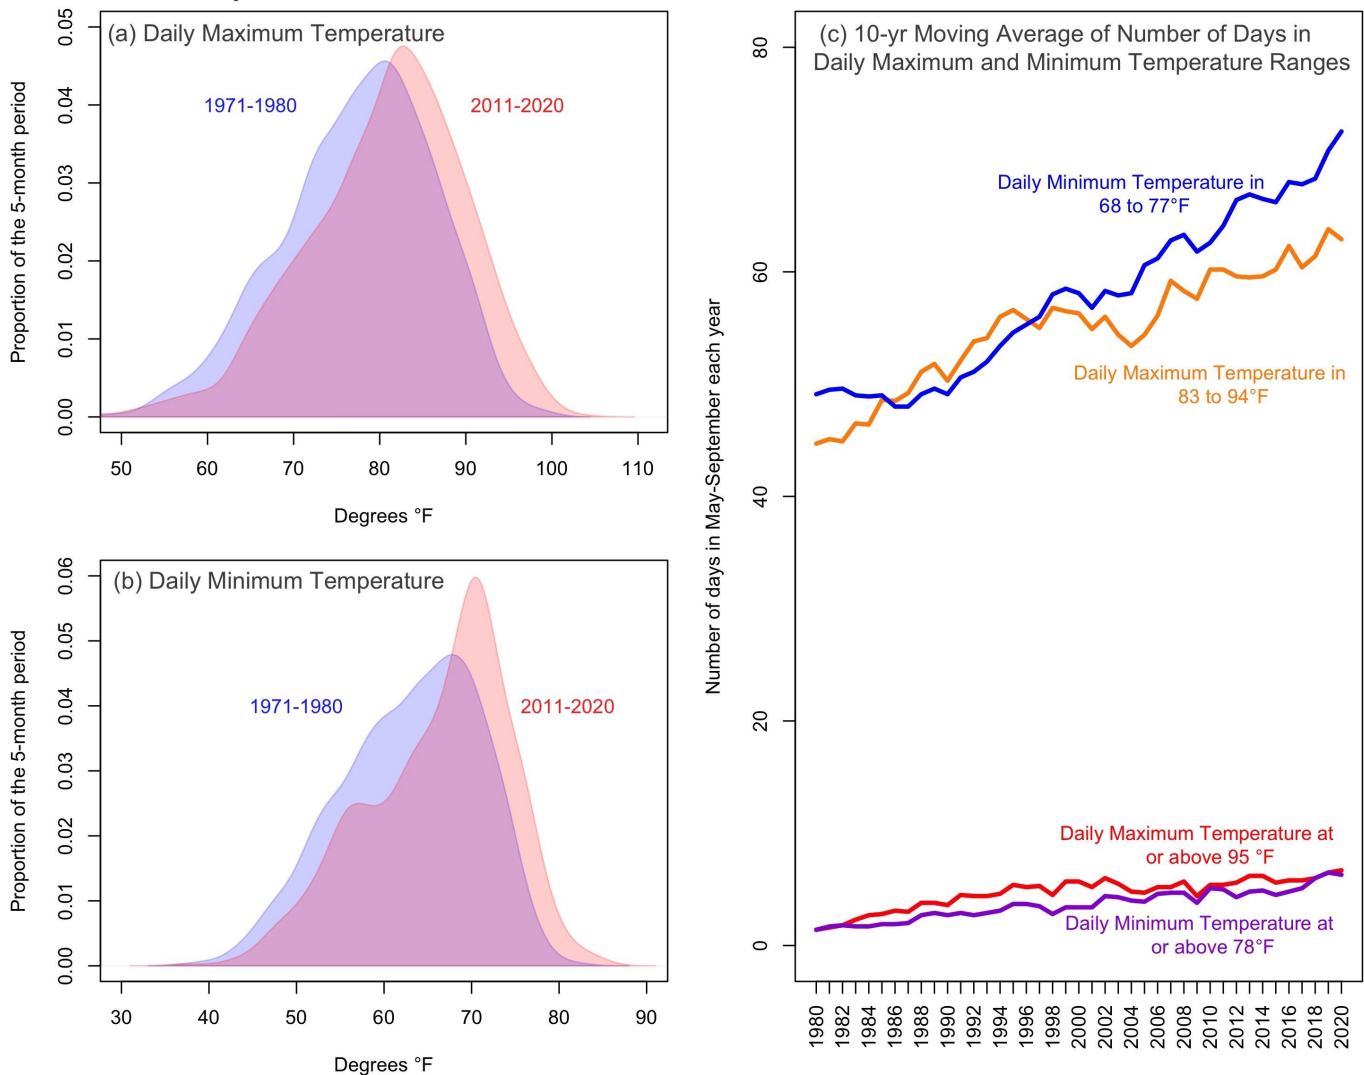 (a) Daily Maximum Temperature
Proportion of the 5-month period
0.05
0.04
0.03
0.02
0.01
0.00
1971-1980
2011-2020
50 60 70 80 90 100 110
Degrees °F
(b) Daily Minimum Temperature
Proportion of the 5-month period
0.06
0.05
0.04
0.03
0.02
0.01
0.00
1971-1980
2011-2020
30 40 50 60 70 80 90
Degrees °F
(c) 10-yr Moving Average of Number of Days in
Daily Maximum and Minimum Temperature Ranges
Number of days in May-September each year
80
60
40
20
0
Daily Minimum Temperature in
68 to 77°F
Daily Maximum Temperature in
83 to 94°F
Daily Maximum Temperature at
or above 95 °F
Daily Minimum Temperature at
or above 78°F
1980 1982 1984 1986 1988 1990 1992 1994 1996 1998 2000 2002 2004 2006 2008 2010 2012 2014 2016 2018 2020